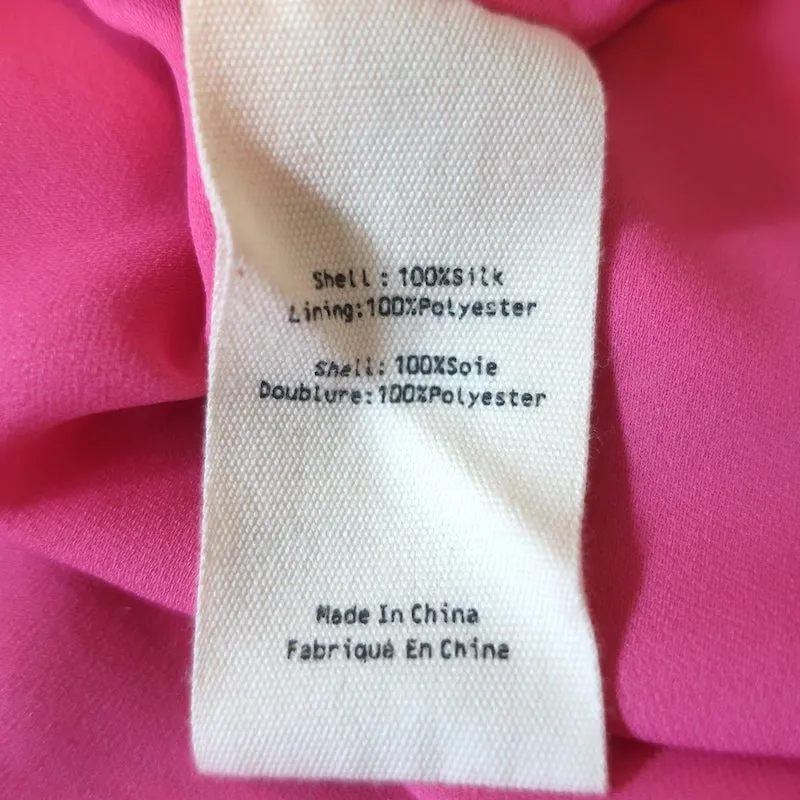 Shell: 100%Silk
Lining:100%Polyester
Shell: 100%Soie
Doublure:100%Polyester
Made In China
Fabriqué En Chine